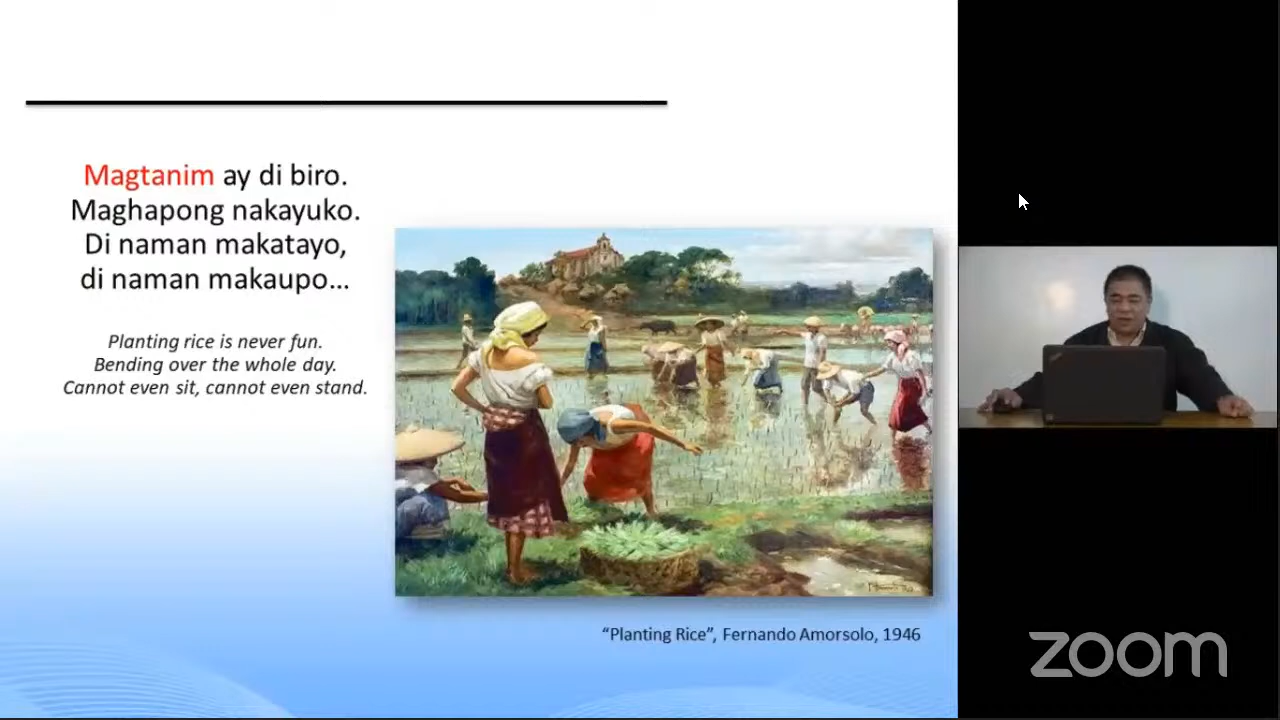 Magtanim ay di biro.
Maghapong nakayuko.
Di naman makatayo,
di naman makaupo...
Planting rice is never fun.
Bending over the whole day.
Cannot even sit, cannot even stand.
“Planting Rice”, Fernando Amorsolo, 1946
zoom